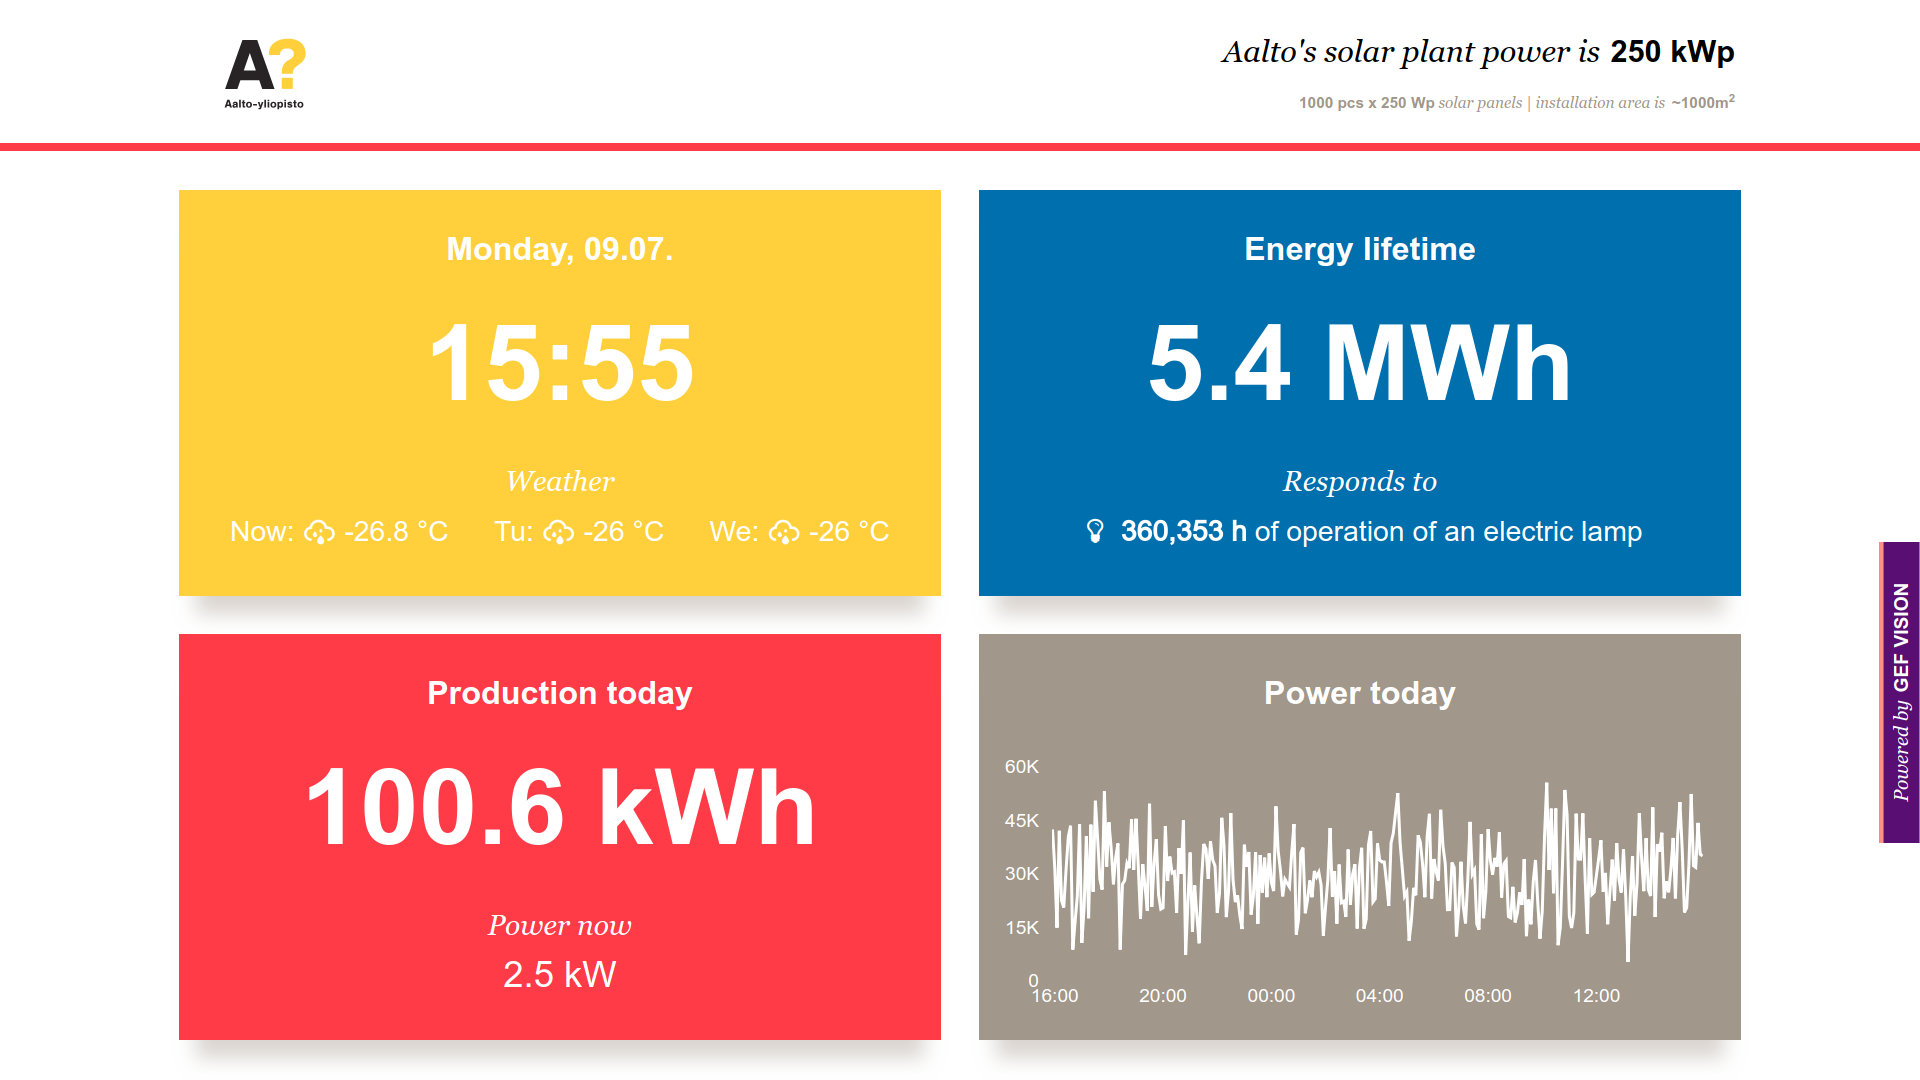 A?
Aalto-yliopisto
Aalto's solar plant power is 250 kWp
1000 pcs x 250 Wp solar panels | installation area is ~1000m²
Monday, 09.07.
15:55
Weather
Now: -26.8 °C Tu: -26 °C We: -26 °C
Energy lifetime
5.4 MWh
Responds to
360,353 h of operation of an electric lamp
Production today
100.6 kWh
Power now
2.5 kW
Power today
60K
45K
30K
15K
0
16:00 20:00 00:00 04:00 08:00 12:00
Powered by GEF VISION